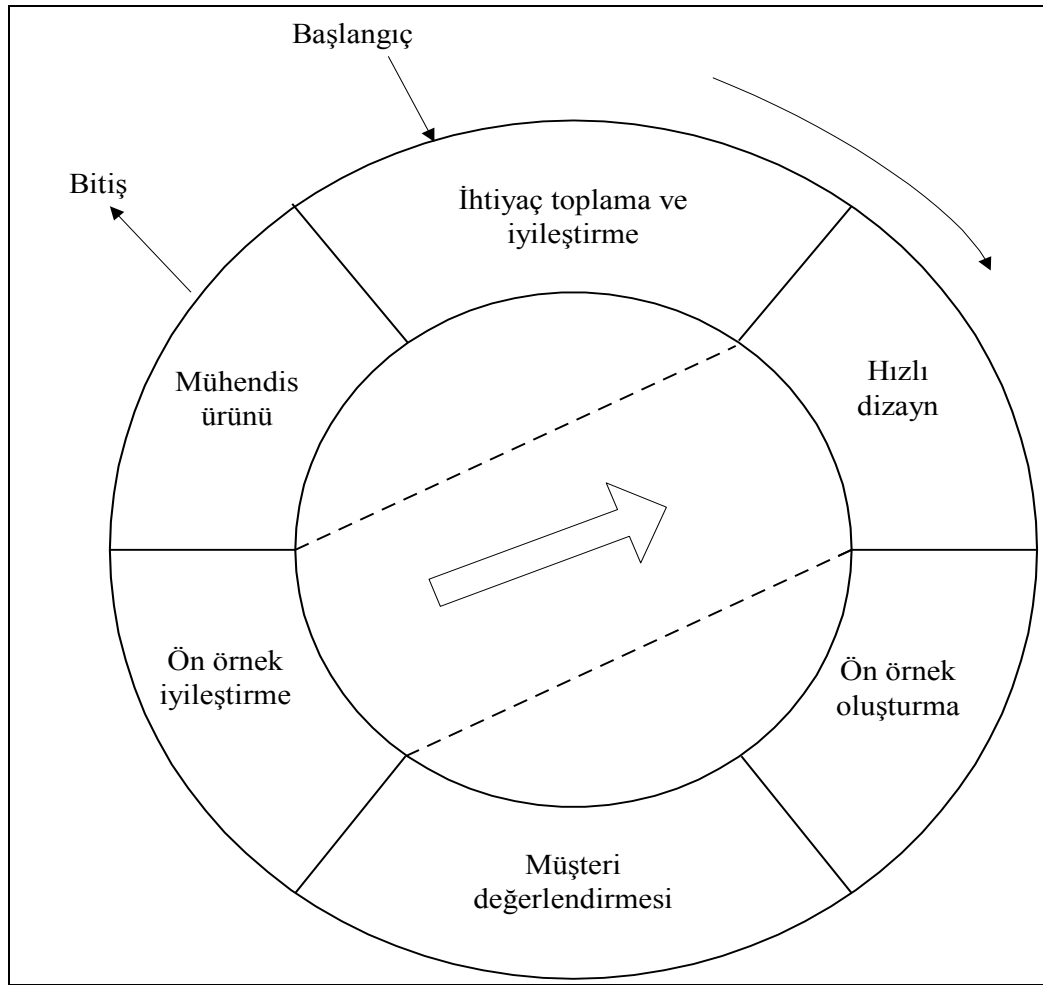 Başlangıç
Bitiş
İhtiyaç toplama ve
iyileştirme
Hızlı
dizayn
Ön örnek
oluşturma
Müşteri
değerlendirmesi
Ön örnek
iyileştirme
Mühendis
ürünü